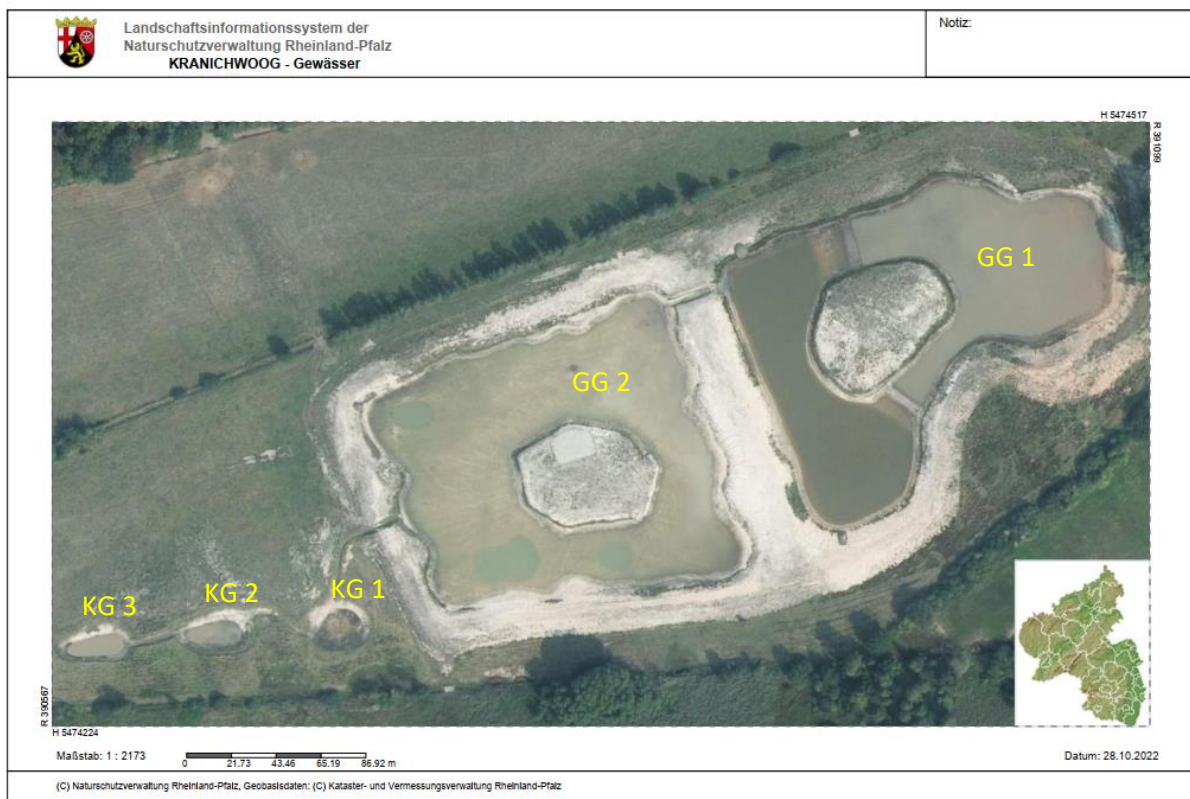 Landschaftsinformationssystem der
Naturschutzverwaltung Rheinland-Pfalz
KRANICHWOOG - Gewässer
Notiz:
H 5474517
R 391099
GG 1
GG 2
KG 1
KG 2
KG 3
R 390567
H 5474224
Maßstab: 1 : 2173
0 21.73 43.46 65.19 86.92 m
Datum: 28.10.2022
(C) Naturschutzverwaltung Rheinland-Pfalz, Geobasisdaten: (C) Kataster- und Vermessungsverwaltung Rheinland-Pfalz